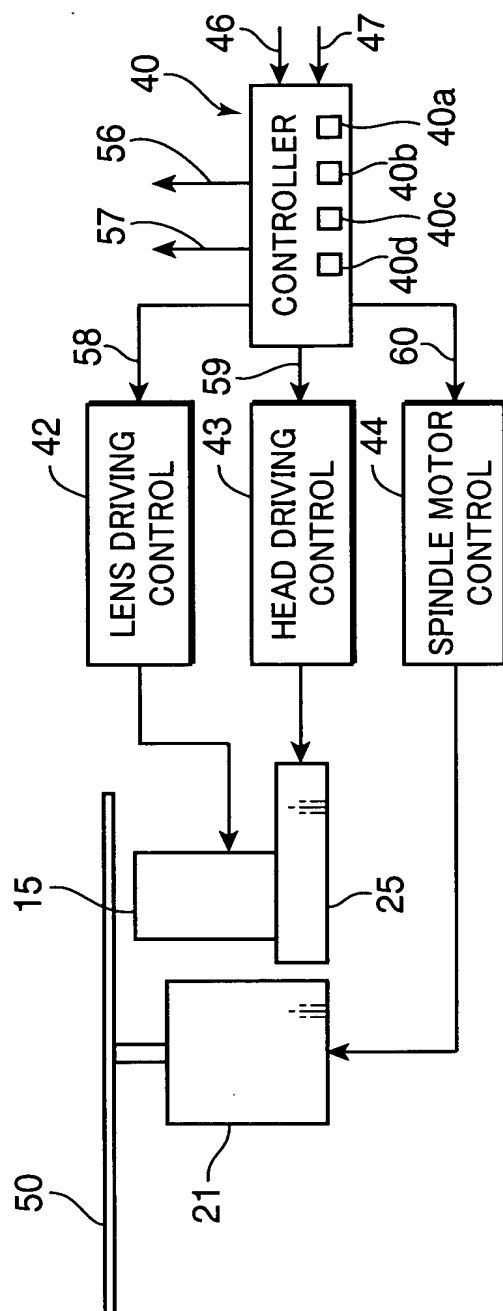 50
15
21
25
42
LENS DRIVING
CONTROL
43
HEAD DRIVING
CONTROL
44
SPINDLE MOTOR
CONTROL
58
59
60
57
56
40
CONTROLLER
40d
40c
40b
40a
46
47